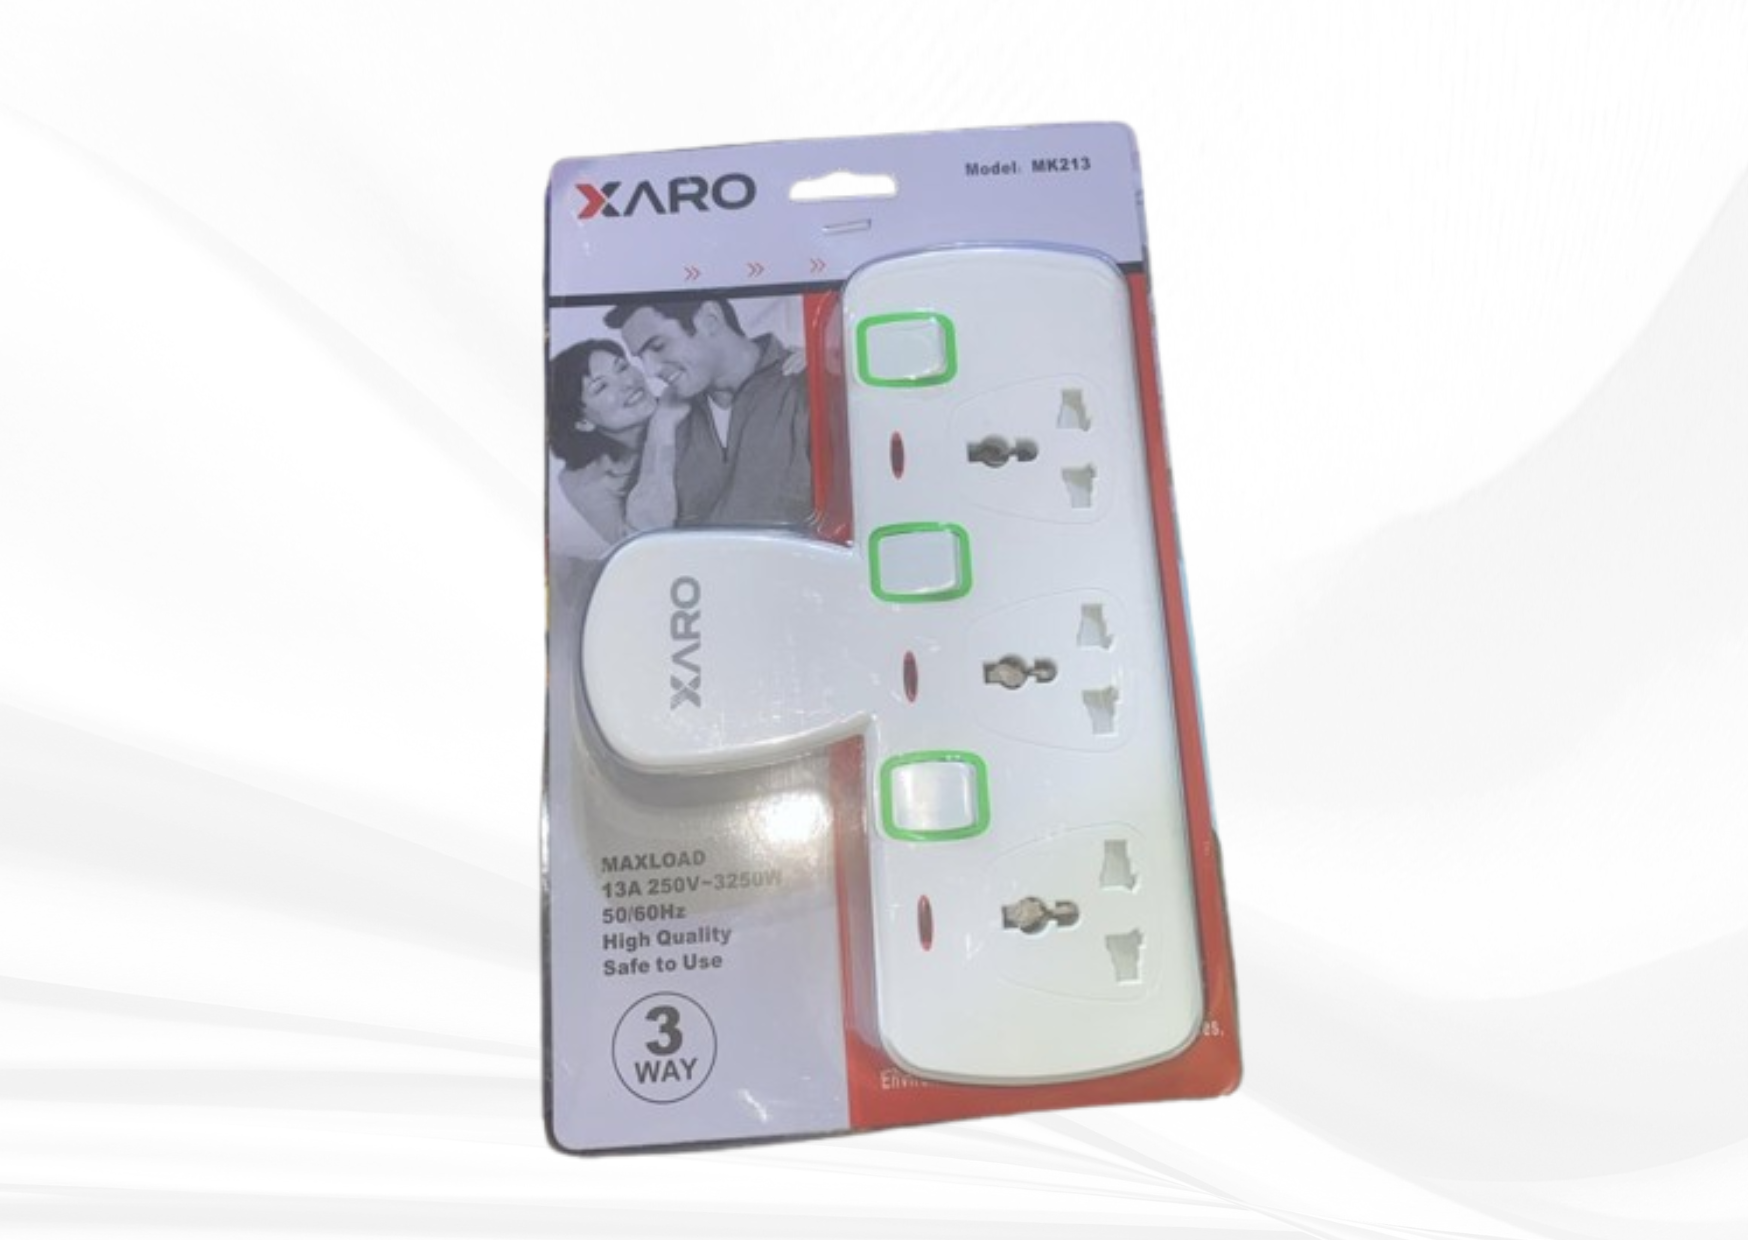 XARO
Model: MK213
XARO
MAXLOAD
13A 250V~3250W
50/60Hz
High Quality
Safe to Use
3
WAY